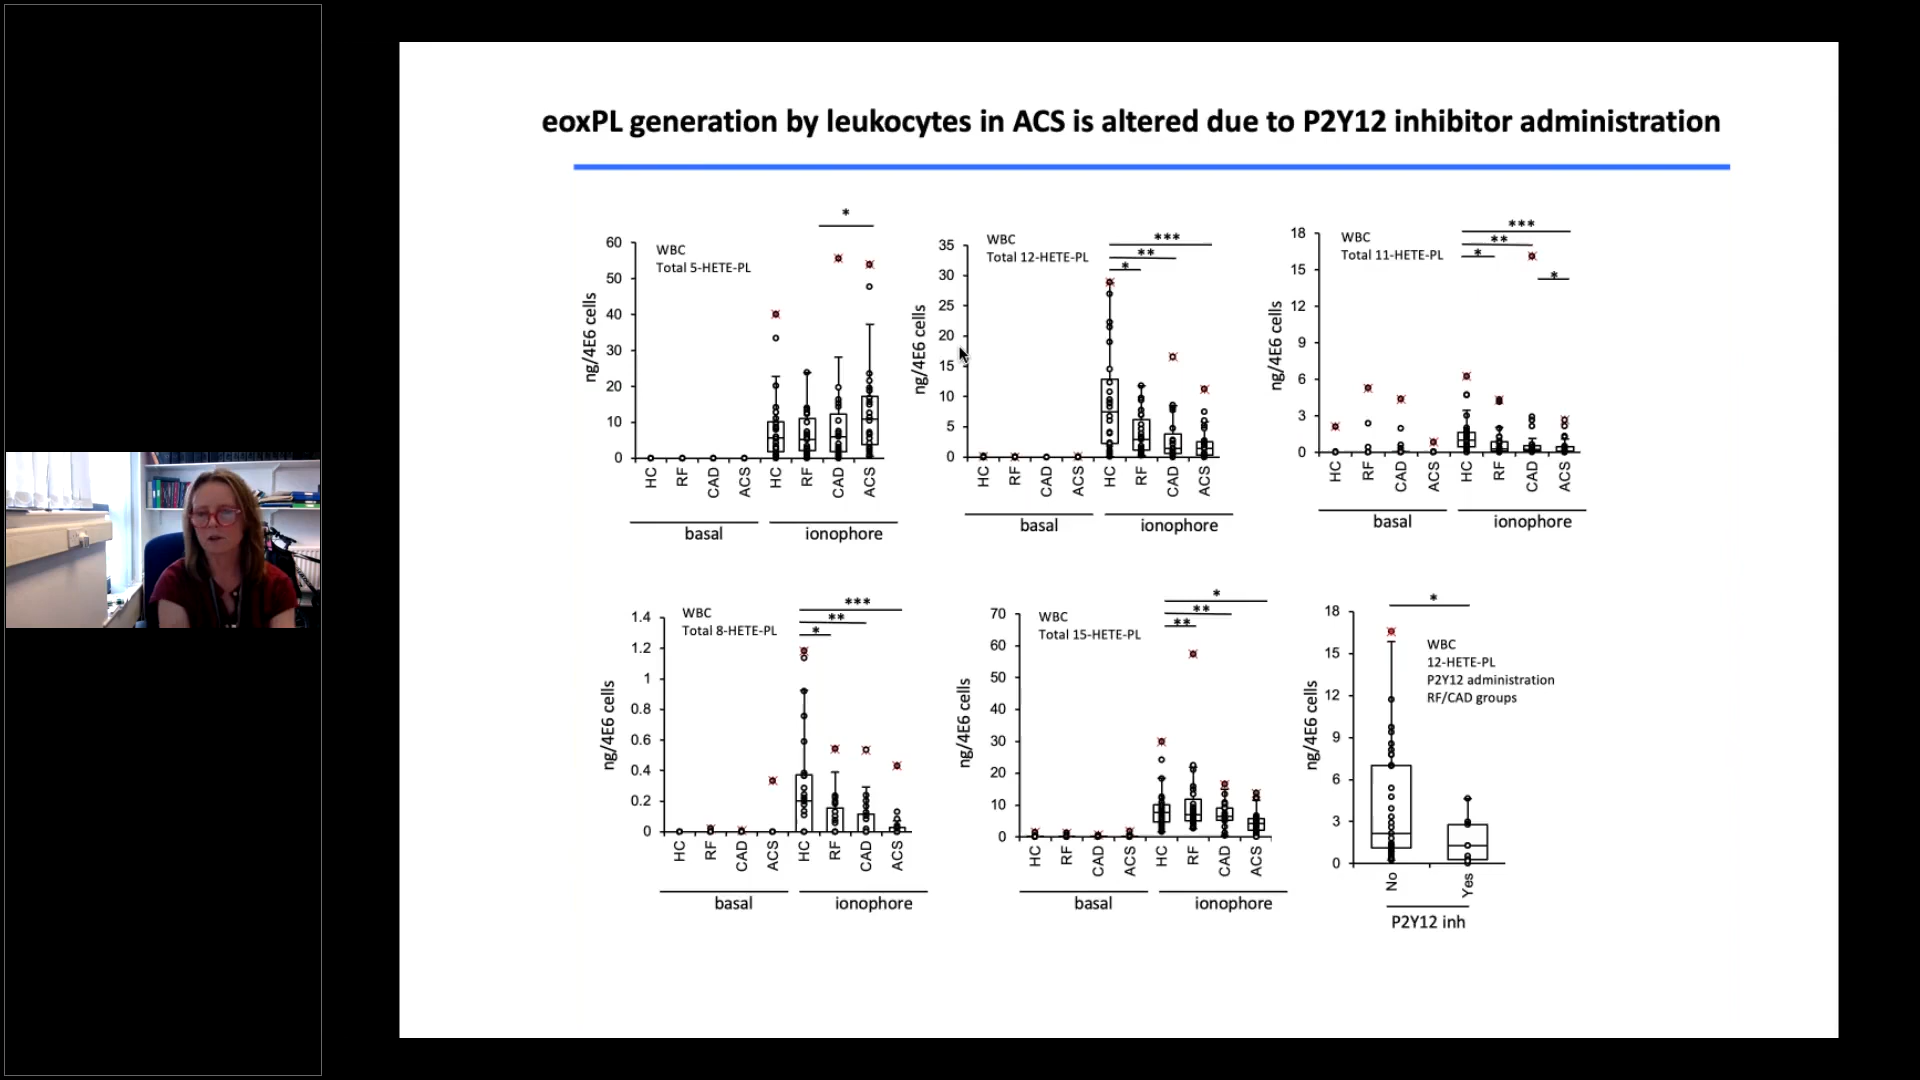 eoxPL generation by leukocytes in ACS is altered due to P2Y12 inhibitor administration
*
60
50
40
30
20
10
0
ng/4E6 cells
WBC
Total 5-HETE-PL
HC
RF
CAD
ACS
HC
RF
CAD
ACS
basal
ionophore
***
**
*
35
30
25
20
15
10
5
0
ng/4E6 cells
WBC
Total 12-HETE-PL
HC
RF
CAD
ACS
HC
RF
CAD
ACS
basal
ionophore
***
**
*
*
18
15
12
9
6
3
0
ng/4E6 cells
WBC
Total 11-HETE-PL
HC
RF
CAD
ACS
HC
RF
CAD
ACS
basal
ionophore
***
**
*
1.4
1.2
1
0.8
0.6
0.4
0.2
0
ng/4E6 cells
WBC
Total 8-HETE-PL
HC
RF
CAD
ACS
HC
RF
CAD
ACS
basal
ionophore
*
**
**
70
60
50
40
30
20
10
0
ng/4E6 cells
WBC
Total 15-HETE-PL
HC
RF
CAD
ACS
HC
RF
CAD
ACS
basal
ionophore
*
18
15
12
9
6
3
0
ng/4E6 cells
WBC
12-HETE-PL
P2Y12 administration
RF/CAD groups
No
Yes
P2Y12 inh